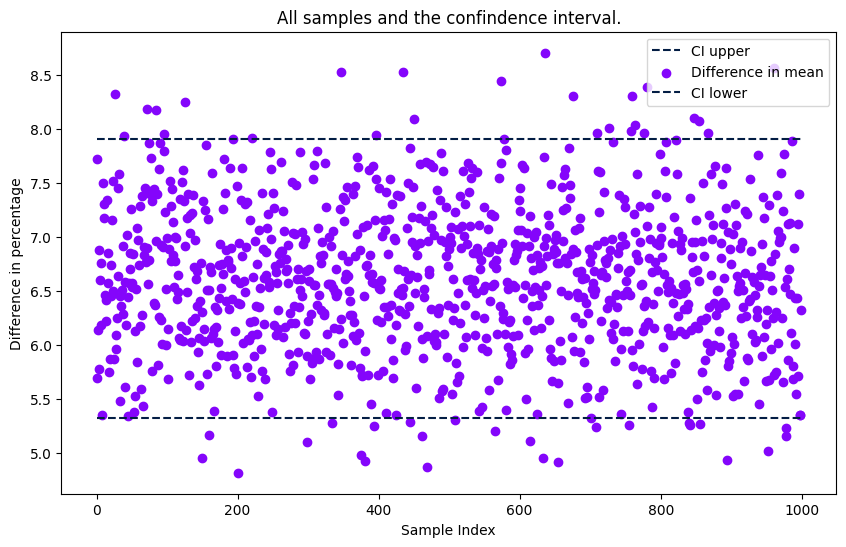 All samples and the confindence interval.
CI upper
Difference in mean
CI lower
8.5
8.0
7.5
7.0
6.5
6.0
5.5
5.0
Difference in percentage
0
200
400
600
800
1000
Sample Index